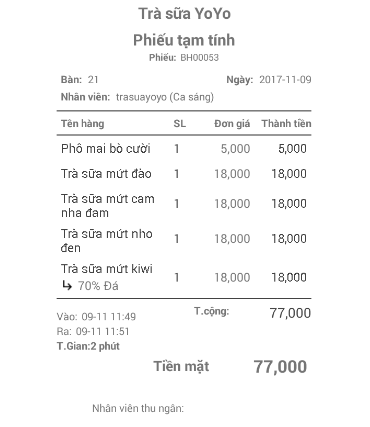 Trà sữa YoYo
Phiếu tạm tính
Phiếu: BH00053
Bàn: 21 Ngày: 2017-11-09
Nhân viên: trasuayoyo (Ca sáng)
Tên hàng SL Đơn giá Thành tiền
Phô mai bò cười 1 5,000 5,000
Trà sữa mứt đào 1 18,000 18,000
Trà sữa mứt cam
nha đam 1 18,000 18,000
Trà sữa mứt nho
đen 1 18,000 18,000
Trà sữa mứt kiwi 1 18,000 18,000
↳ 70% Đá
T.cộng: 77,000
Vào: 09-11 11:49
Ra: 09-11 11:51
T.Gian:2 phút
Tiền mặt 77,000
Nhân viên thu ngân: